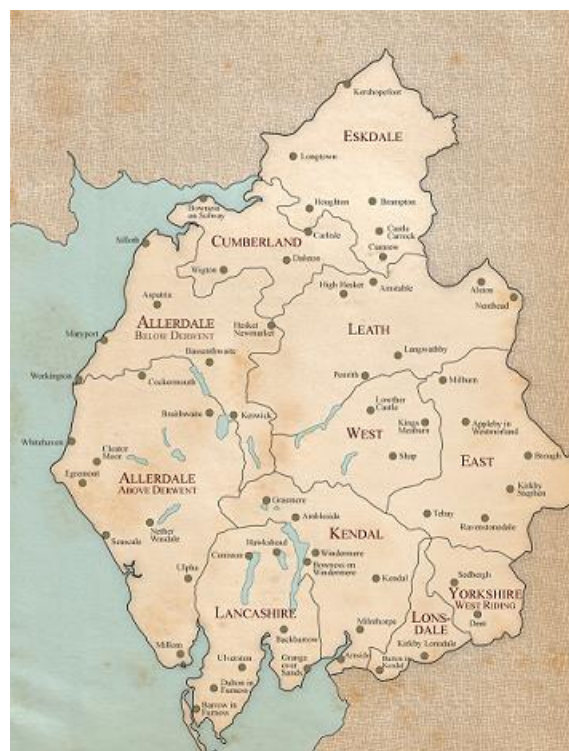 Kershopefoot
ESKDALE
Longtown
Bowness
on Solway
Houghton
Brampton
Silloth
CUMBERLAND
Carlisle
Castle
Carrock
Cumrew
Wigton
Dalston
High Hesket
Armathwaite
Alston
Nenthead
Aspatria
ALLERDALE
BELOW DERWENT
Hesket
Newmarket
LEATH
Maryport
Bassenthwaite
Langwathby
Workington
Cockermouth
Penrith
Milburn
Braithwaite
Keswick
Lowther
Castle
Kings
Meaburn
Appleby in
Westmorland
Whitehaven
WEST
Cleator
Moor
Shap
EAST
Brough
Egremont
ALLERDALE
ABOVE DERWENT
Kirkby
Stephen
Grasmere
Ambleside
Tebay
Ravenstonedale
Nether
Wasdale
Seascale
KENDAL
Hawkshead
Coniston
Windermere
Bowness on
Windermere
Ulpha
Kendal
Sedbergh
YORKSHIRE
WEST RIDING
LANCASHIRE
LONS-
DALE
Dent
Milnthorpe
Backbarrow
Kirkby Lonsdale
Millom
Ulverston
Grange
over
Sands
Arnside
Burton in
Kendal
Dalton in
Furness
Barrow in
Furness